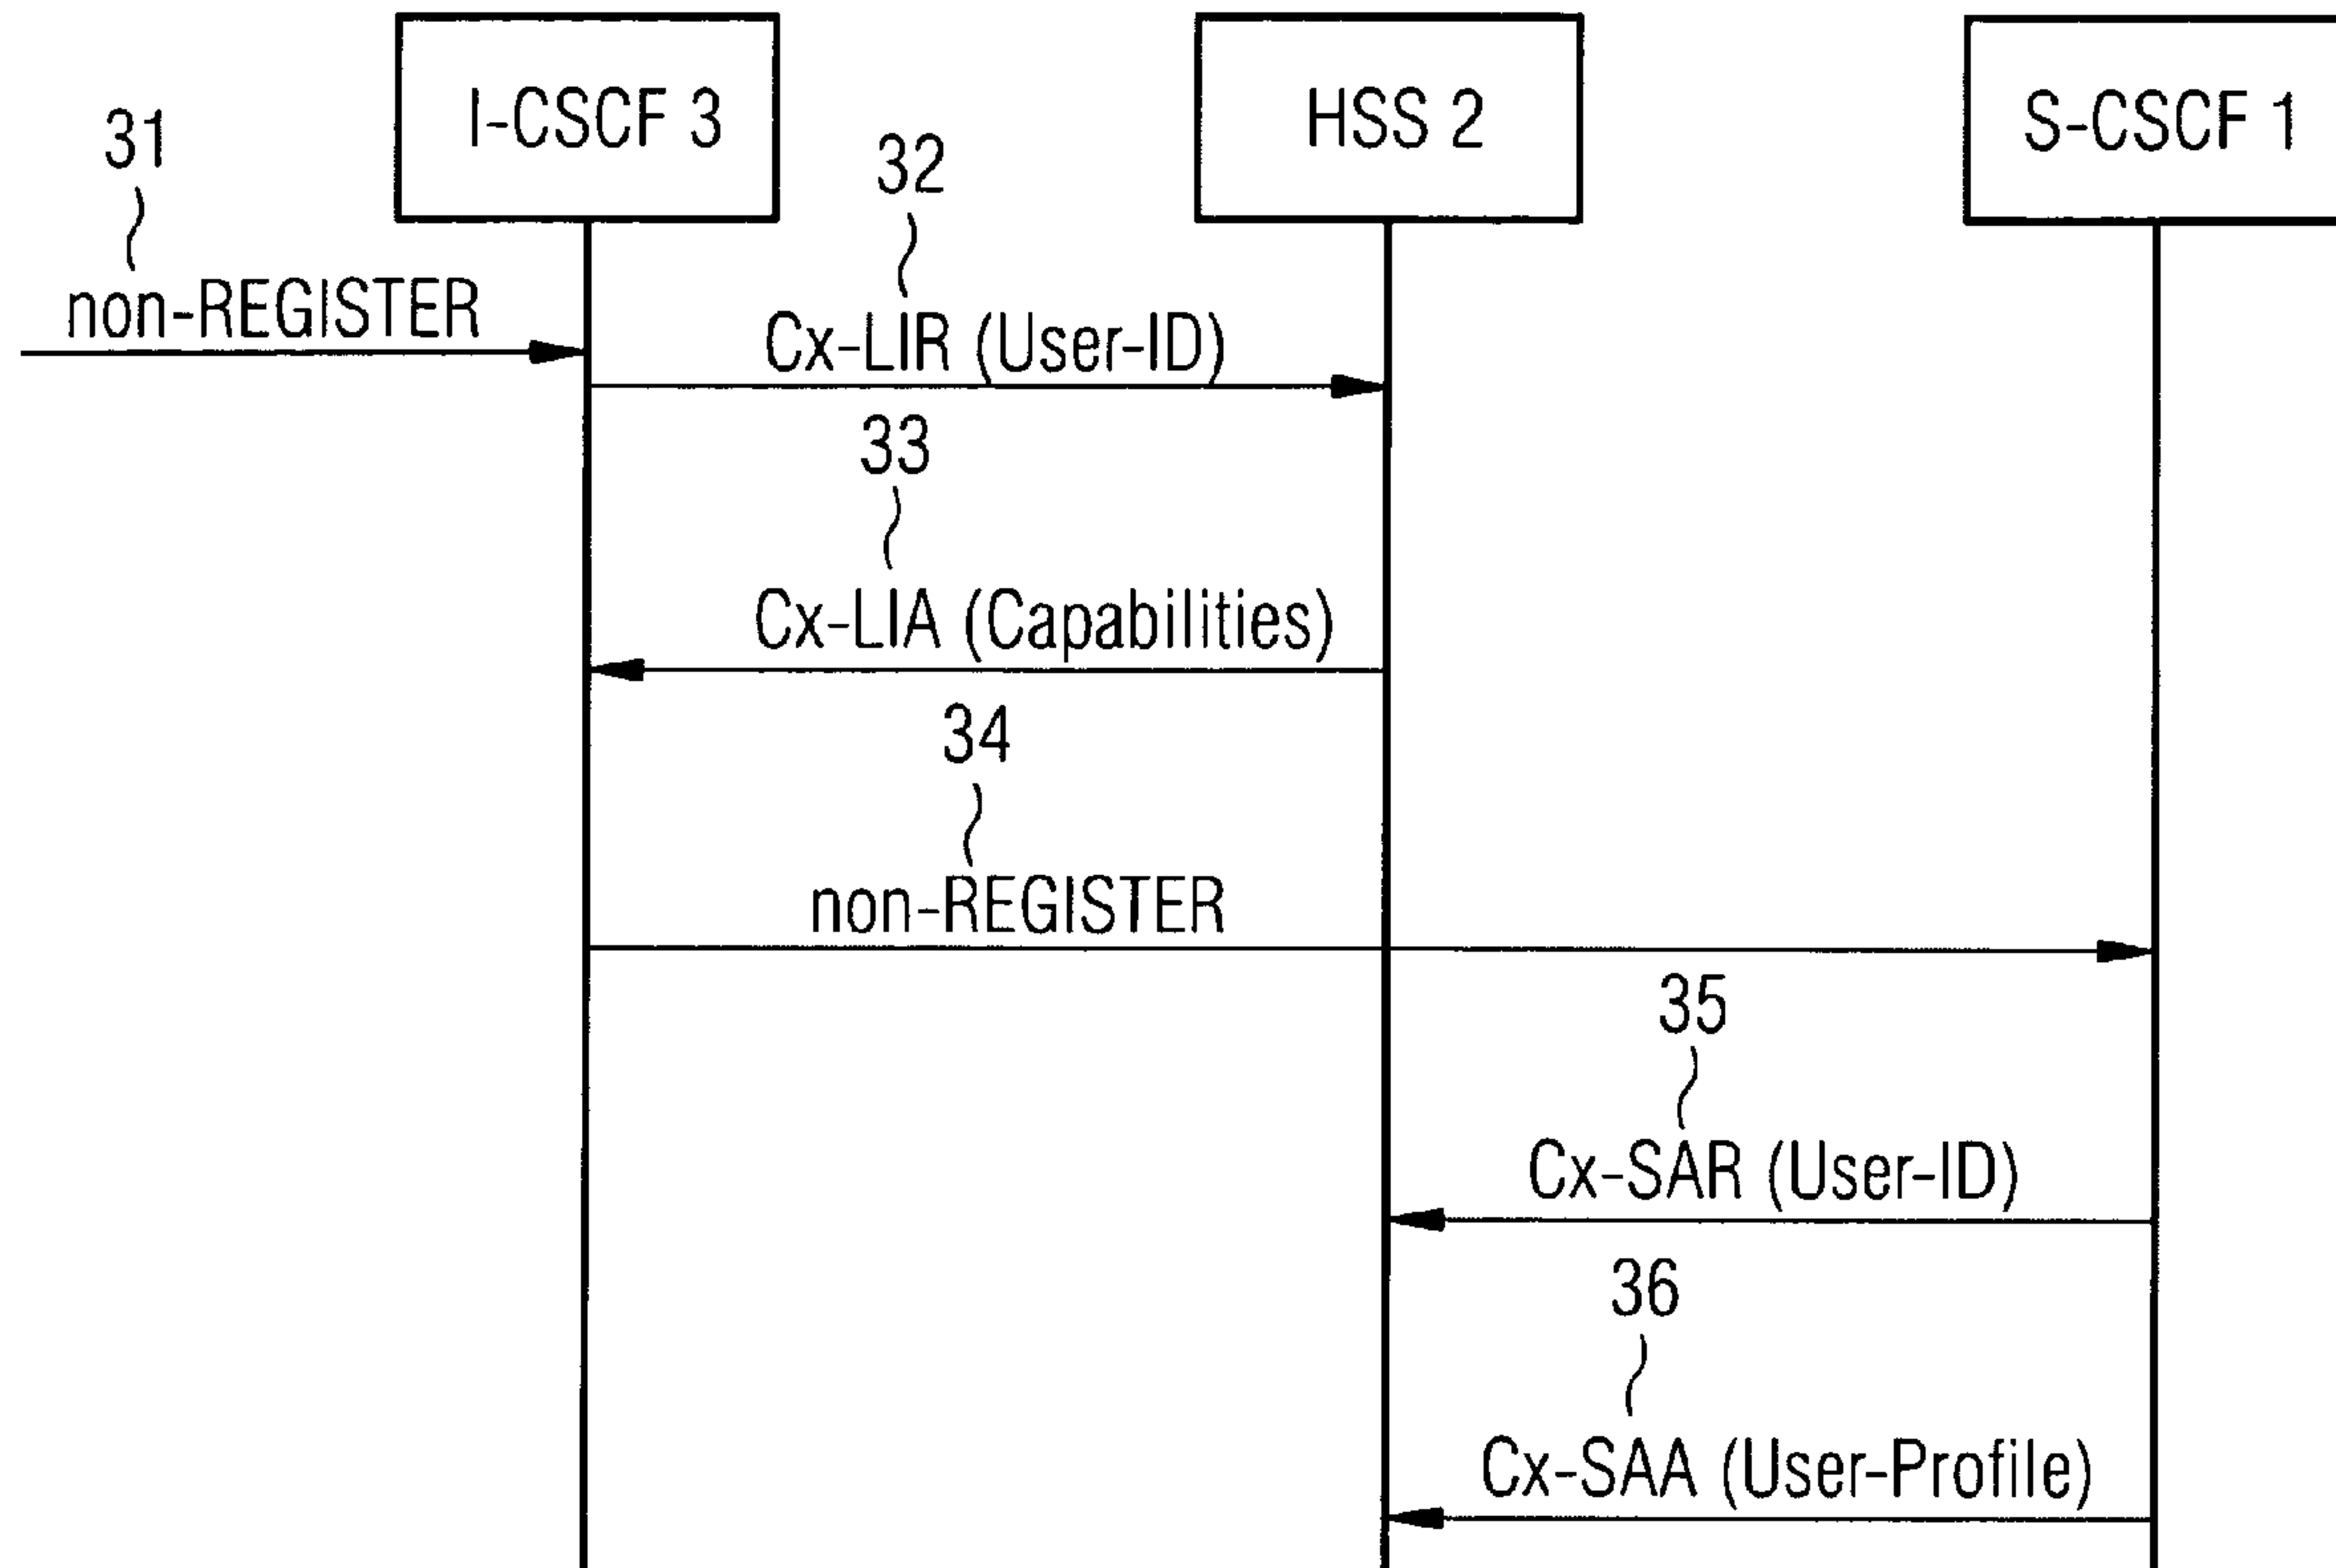 I-CSCF 3
HSS 2
S-CSCF 1
31
32
non-REGISTER
Cx-LIR (User-ID)
33
Cx-LIA (Capabilities)
34
non-REGISTER
35
Cx-SAR (User-ID)
36
Cx-SAA (User-Profile)